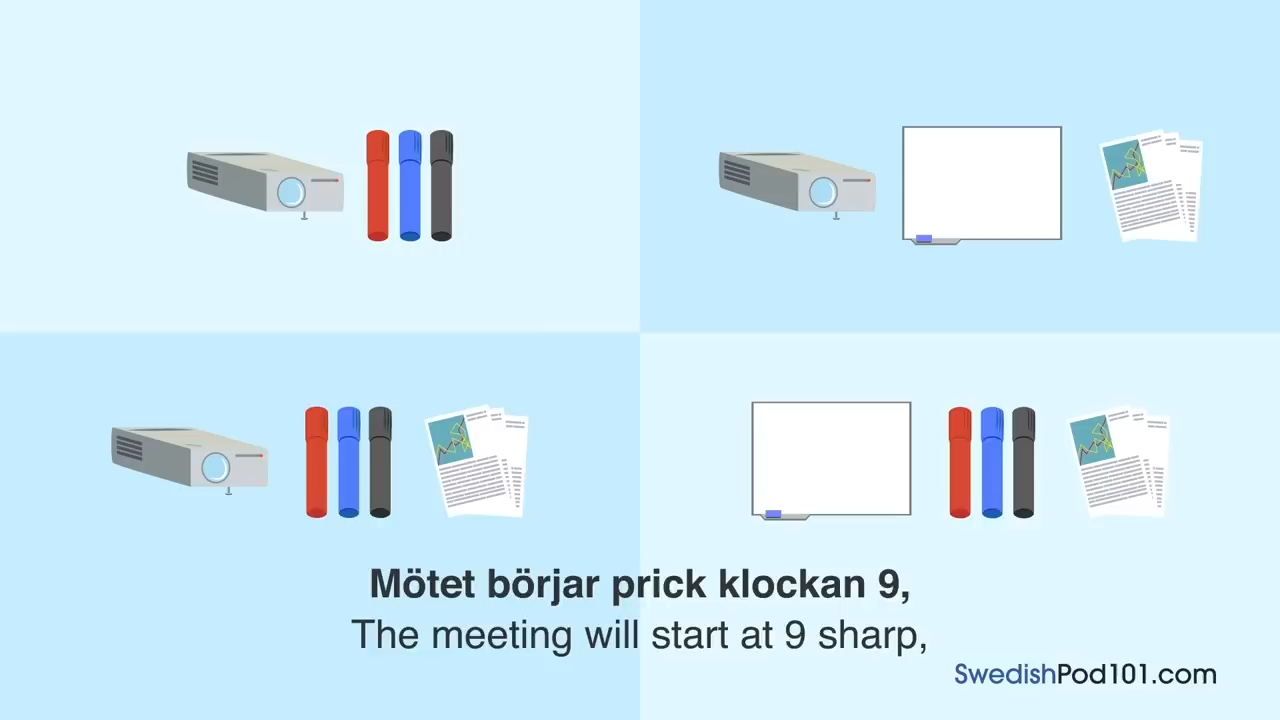 Mötet börjar prick klockan 9,
The meeting will start at 9 sharp,
SwedishPod101.com